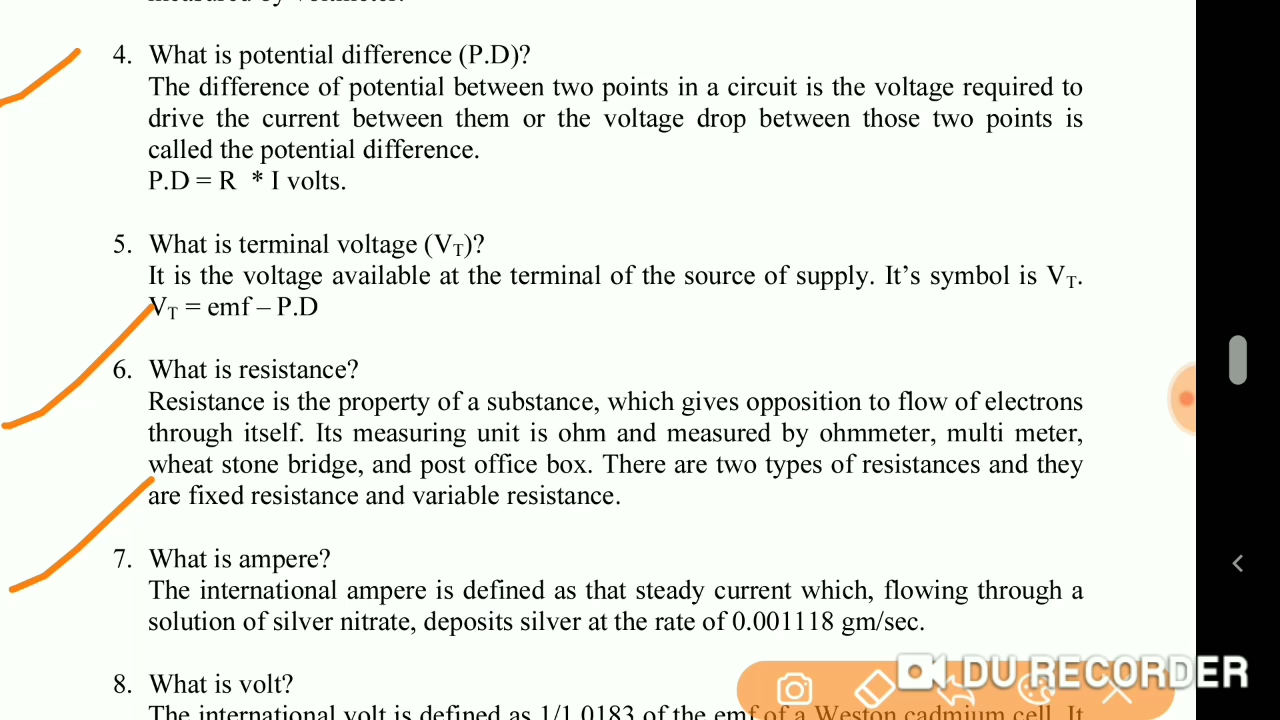 measured by voltmeter.
4. What is potential difference (P.D)?
The difference of potential between two points in a circuit is the voltage required to
drive the current between them or the voltage drop between those two points is
called the potential difference.
P.D = R * I volts.
5. What is terminal voltage (VT)?
It is the voltage available at the terminal of the source of supply. It’s symbol is VT.
VT = emf – P.D
6. What is resistance?
Resistance is the property of a substance, which gives opposition to flow of electrons
through itself. Its measuring unit is ohm and measured by ohmmeter, multi meter,
wheat stone bridge, and post office box. There are two types of resistances and they
are fixed resistance and variable resistance.
7. What is ampere?
The international ampere is defined as that steady current which, flowing through a
solution of silver nitrate, deposits silver at the rate of 0.001118 gm/sec.
8. What is volt?
The international volt is defined as 1/1.0183 of the emf of a Weston cadmium cell. It
DU RECORDER